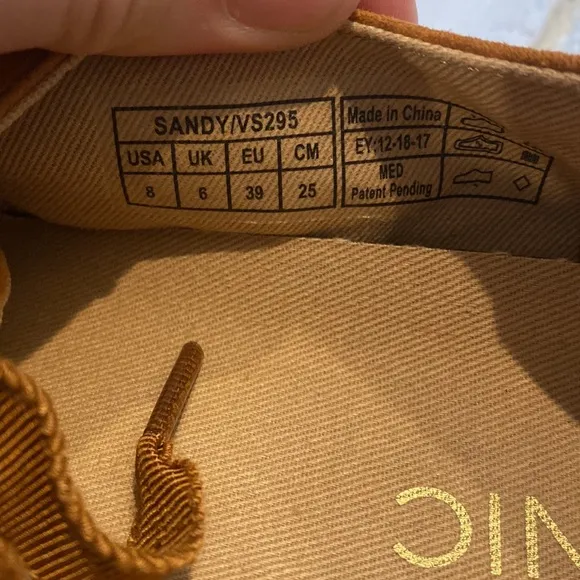 SANDY/VS295
USA UK EU CM
8 6 39 25
Made in China
EY:12-18-17
MED
Patent Pending